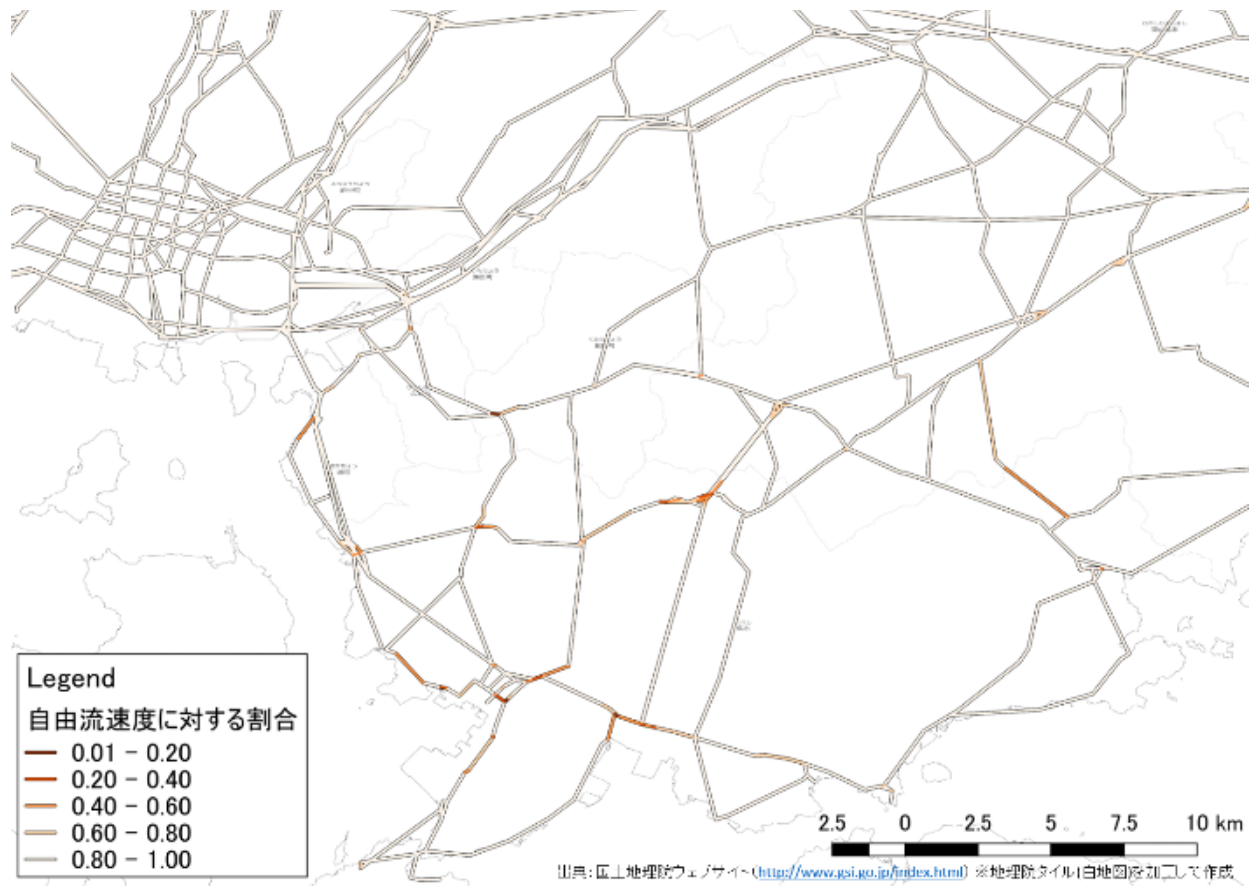 Legend
自由流速度に対する割合
0.01 - 0.20
0.20 - 0.40
0.40 - 0.60
0.60 - 0.80
0.80 - 1.00
2.5 0 2.5 5 7.5 10 km
出典：国土地理院ウェブサイト(http://www.gsi.go.jp/index.html) ※地理院タイル(白地図)を加工して作成